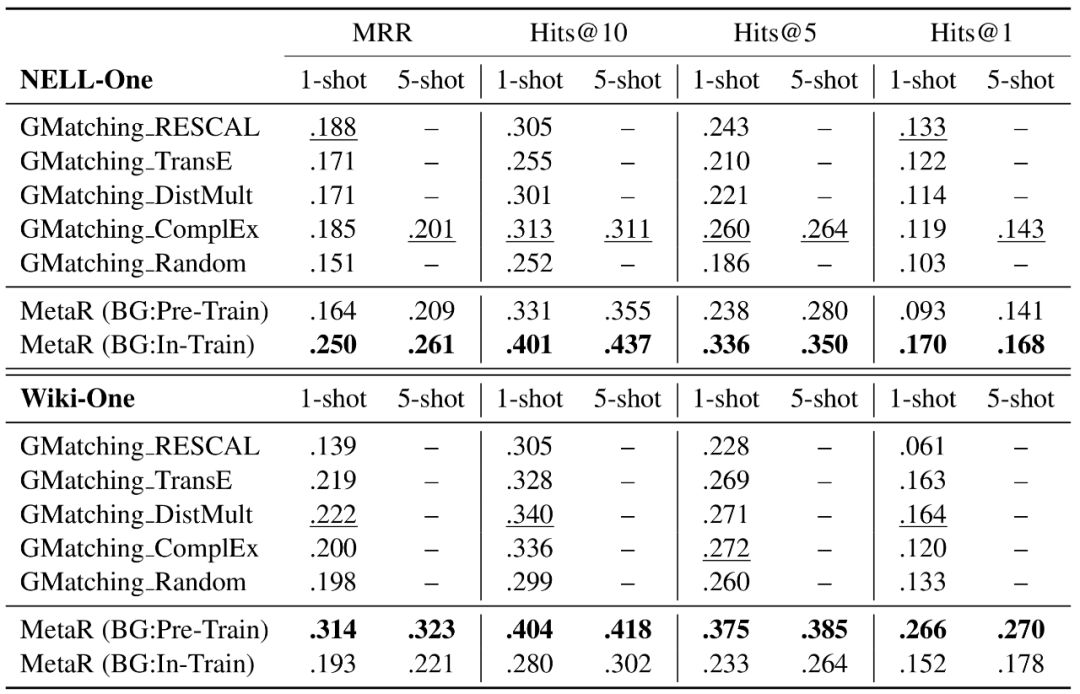 MRR Hits@10 Hits@5 Hits@1
NELL-One 1-shot 5-shot 1-shot 5-shot 1-shot 5-shot 1-shot 5-shot
GMatching_RESCAL .188 – .305 – .243 – .133 –
GMatching_TransE .171 – .255 – .210 – .122 –
GMatching_DistMult .171 – .301 – .221 – .114 –
GMatching_ComplEx .185 .201 .313 .311 .260 .264 .119 .143
GMatching_Random .151 – .252 – .186 – .103 –
MetaR (BG:Pre-Train) .164 .209 .331 .355 .238 .280 .093 .141
MetaR (BG:In-Train) .250 .261 .401 .437 .336 .350 .170 .168
Wiki-One 1-shot 5-shot 1-shot 5-shot 1-shot 5-shot 1-shot 5-shot
GMatching_RESCAL .139 – .305 – .228 – .061 –
GMatching_TransE .219 – .328 – .269 – .163 –
GMatching_DistMult .222 – .340 – .271 – .164 –
GMatching_ComplEx .200 – .336 – .272 – .120 –
GMatching_Random .198 – .299 – .260 – .133 –
MetaR (BG:Pre-Train) .314 .323 .404 .418 .375 .385 .266 .270
MetaR (BG:In-Train) .193 .221 .280 .302 .233 .264 .152 .178